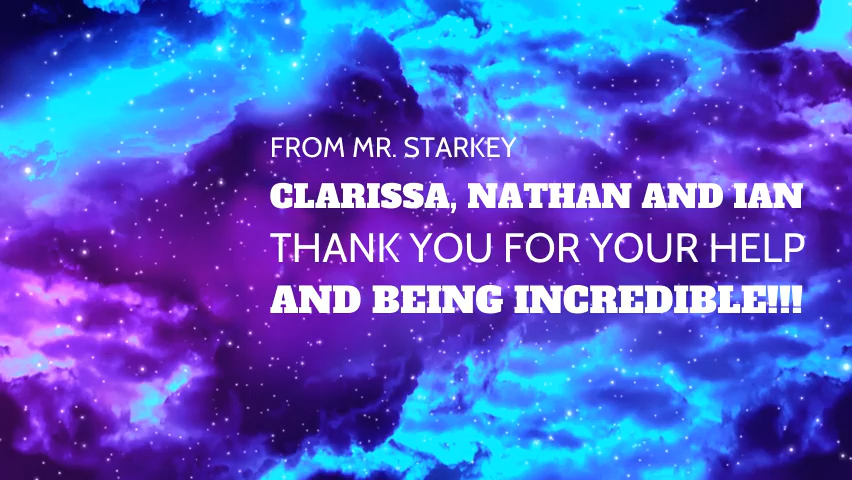 FROM MR. STARKEY
CLARISSA, NATHAN AND IAN
THANK YOU FOR YOUR HELP
AND BEING INCREDIBLE!!!